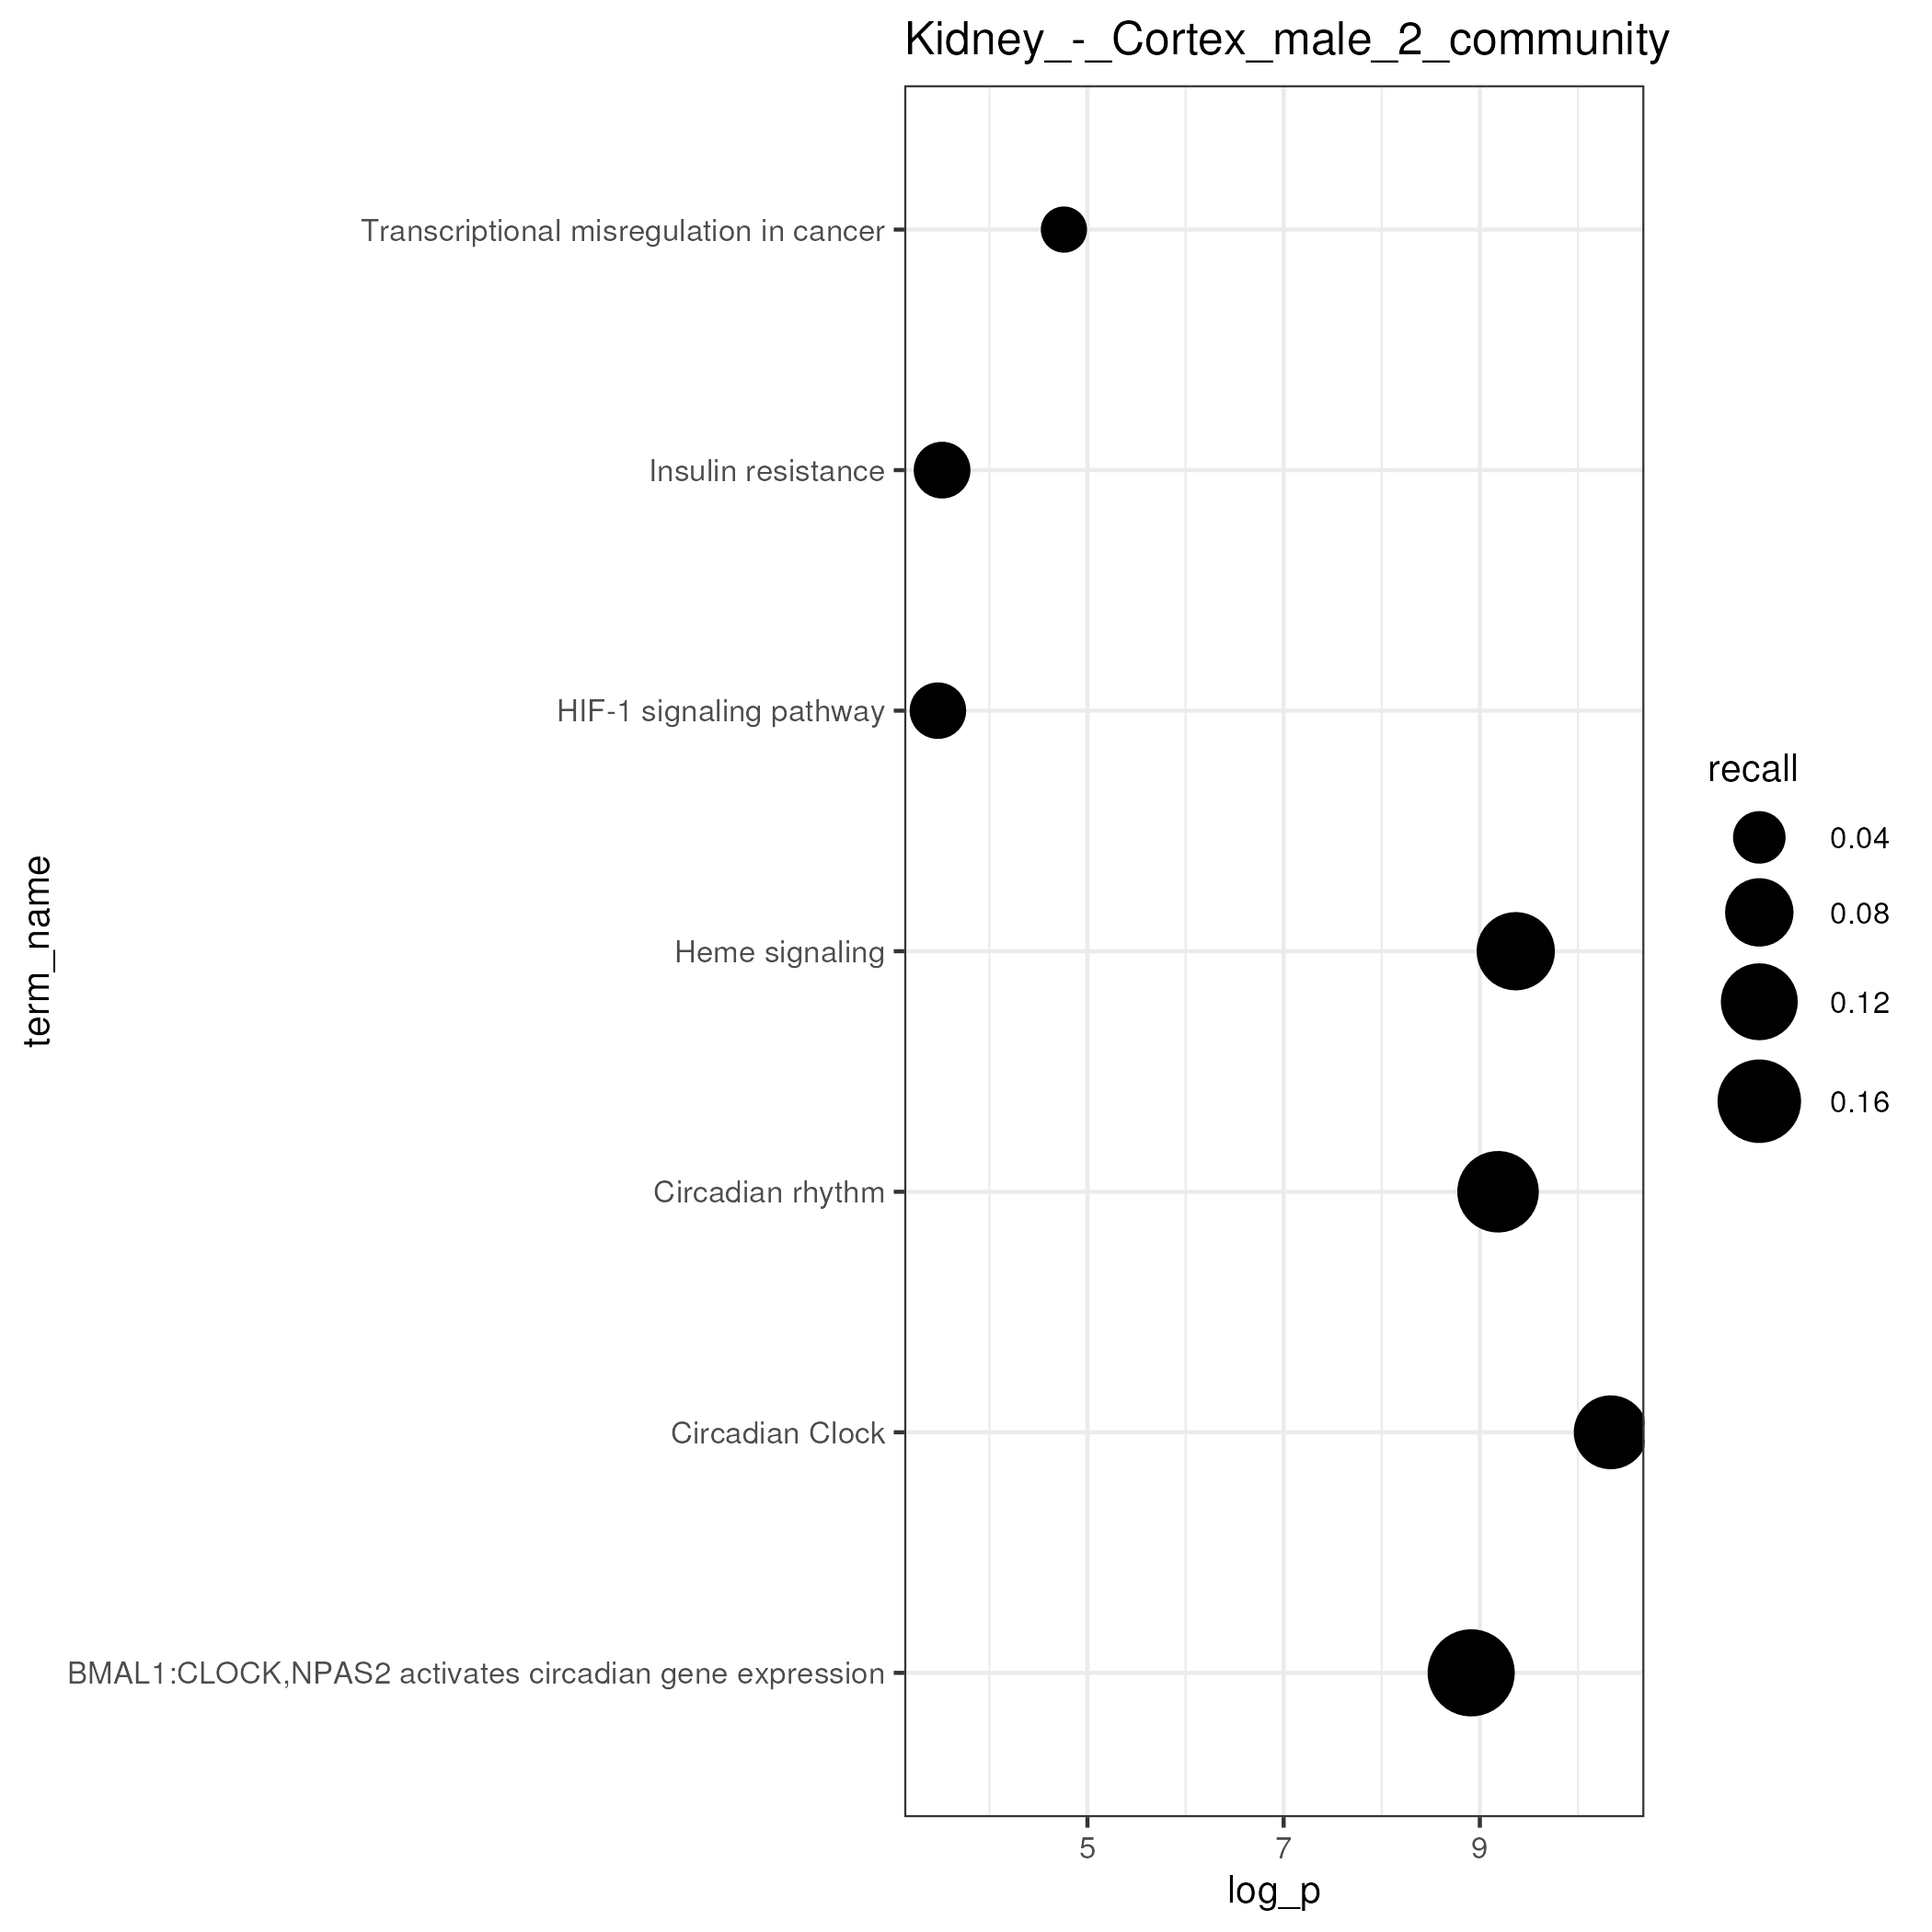 Kidney_-_Cortex_male_2_community
term_name
Transcriptional misregulation in cancer
Insulin resistance
HIF-1 signaling pathway
Heme signaling
Circadian rhythm
Circadian Clock
BMAL1:CLOCK,NPAS2 activates circadian gene expression
5
7
9
log_p
recall
0.04
0.08
0.12
0.16